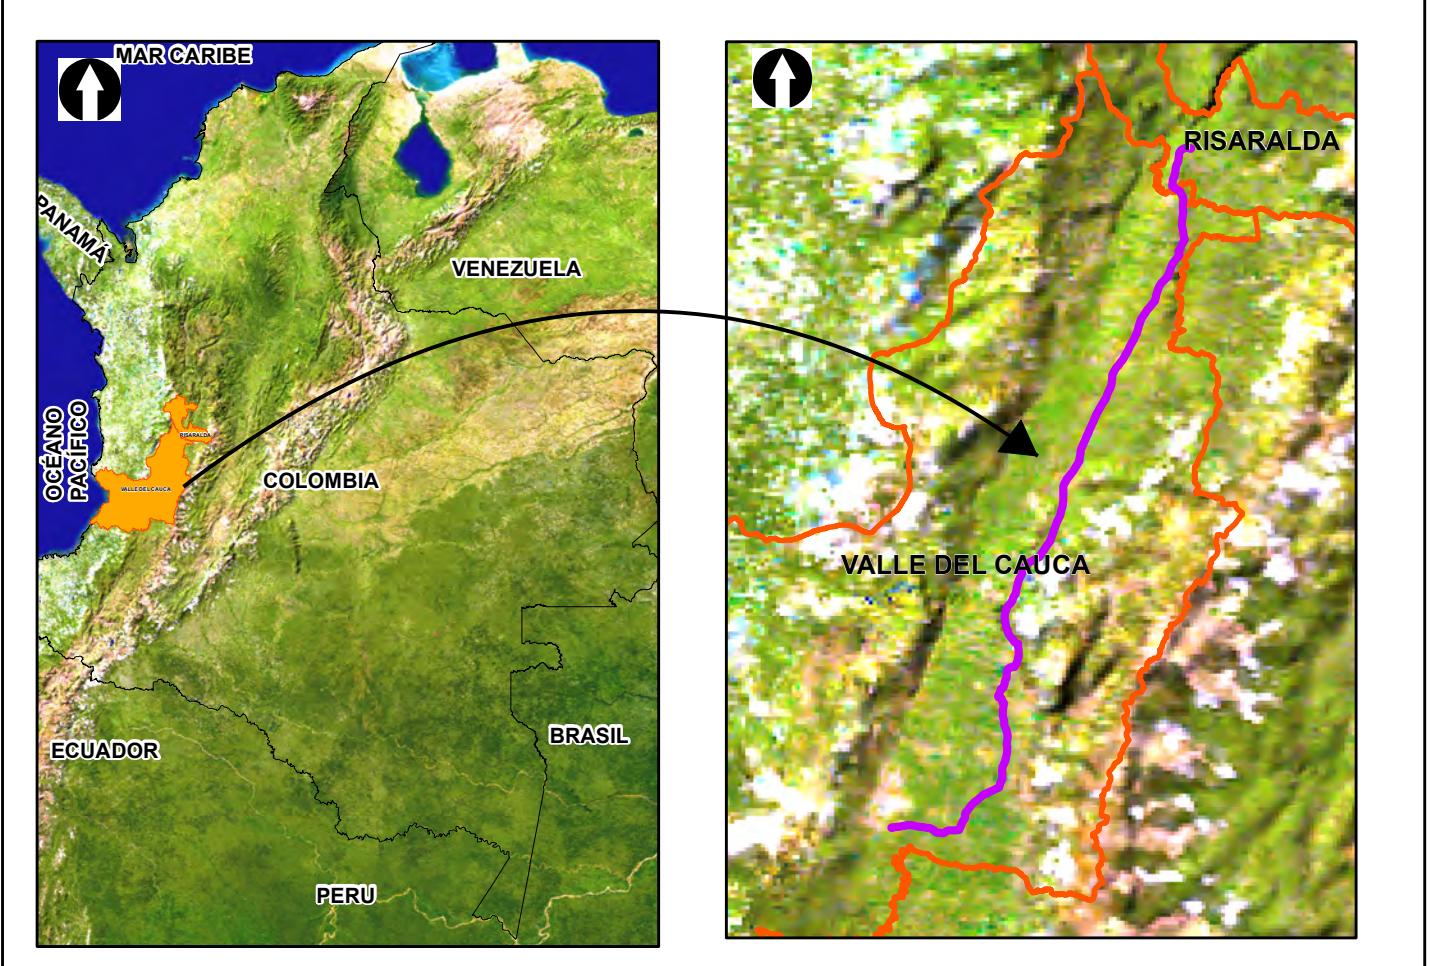 MAR CARIBE
PANAMÁ
VENEZUELA
OCÉANO
PACÍFICO
RISARALDA
VALLE DEL CAUCA
COLOMBIA
ECUADOR
BRASIL
PERU
RISARALDA
VALLE DEL CAUCA